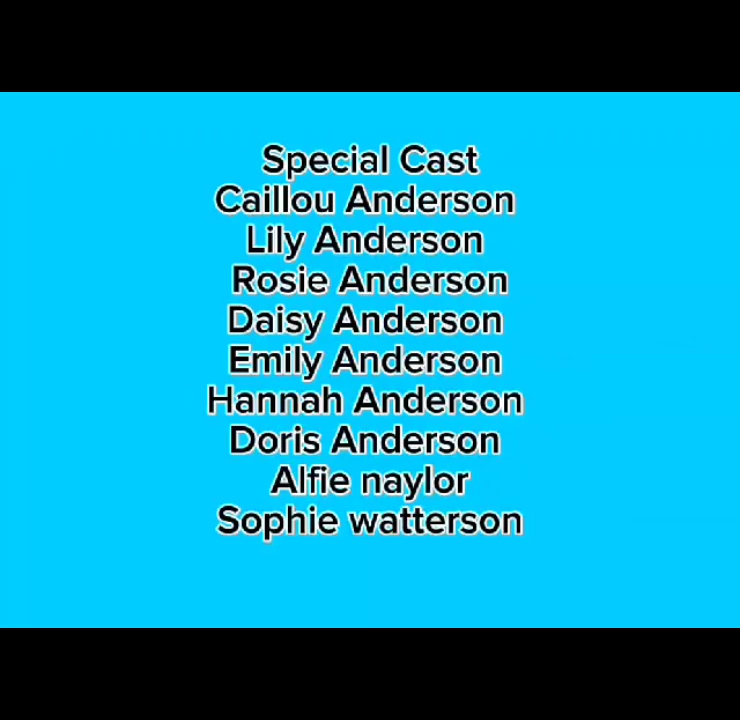 Special Cast
Caillou Anderson
Lily Anderson
Rosie Anderson
Daisy Anderson
Emily Anderson
Hannah Anderson
Doris Anderson
Alfie naylor
Sophie watterson